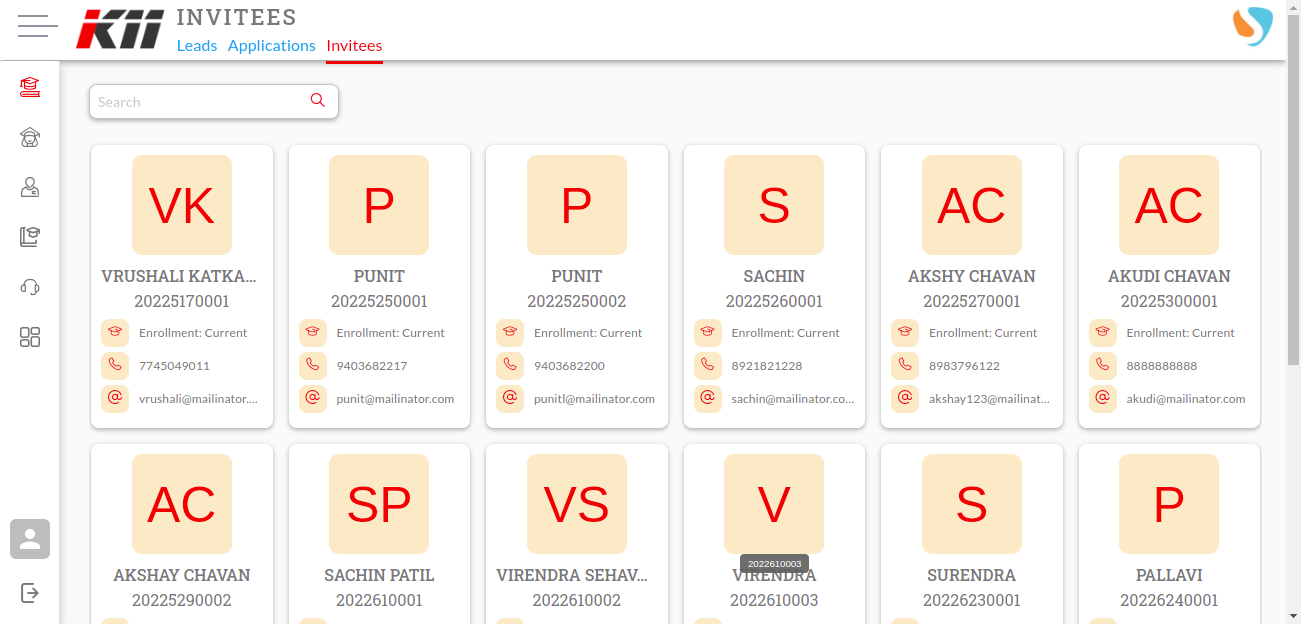 KII
INVITEES
Leads Applications Invitees
Search
VK
VRUSHALI KATKA...
20225170001
Enrollment: Current
7745049011
vrushali@mailinator....
P
PUNIT
20225250001
Enrollment: Current
9403682217
punit@mailinator.com
P
PUNIT
20225250002
Enrollment: Current
9403682200
punitl@mailinator.com
S
SACHIN
20225260001
Enrollment: Current
8921821228
sachin@mailinator.co...
AC
AKSHY CHAVAN
20225270001
Enrollment: Current
8983796122
akshay123@mailinat...
AC
AKUDI CHAVAN
20225300001
Enrollment: Current
8888888888
akudi@mailinator.com
AC
AKSHAY CHAVAN
20225290002
SP
SACHIN PATIL
2022610001
VS
VIRENDRA SEHAV...
2022610002
V
2022610003
VIRENDRA
2022610003
S
SURENDRA
20226230001
P
PALLAVI
20226240001